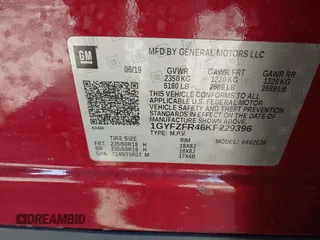 GM
MFD BY GENERAL MOTORS LLC
06/19 GVWR GAWR FRT GAWR RR
2350 KG 1220 KG 1220 KG
5180 LB 2689 LB 2689 LB
THIS VEHICLE CONFORMS TO ALL APPLICABLE
U.S. FEDERAL MOTOR VEHICLE SAFETY, BUMPER,
AND THEFT PREVENTION STANDARDS IN EFFECT ON
THE DATE OF MANUFACTURE SHOWN ABOVE.
1GYFZFR46KF229396
TYPE: M.P.V. MODEL:
TIRE SIZE RIM
FRT 235/60R18 H 18X8J
RR 235/60R18 H 18X8J
SPA T145/70R17 M 17X4B
DREAMBID